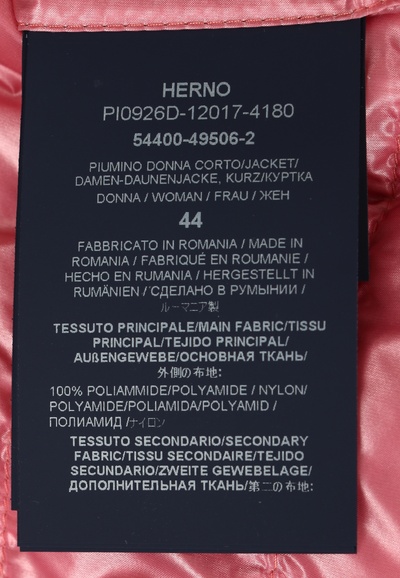 HERNO
PI0926D-12017-4180
54400-49506-2
PIUMINO DONNA CORTO/JACKET/
DAMEN-DAUNENJACKE, KURZ/КУРТКА
DONNA / WOMAN / FRAU / ЖЕН
44
FABBRICATO IN ROMANIA / MADE IN
ROMANIA / FABRIQUÉ EN ROUMANIE /
HECHO EN RUMANIA / HERGESTELLT IN
RUMÄNIEN / СДЕЛАНО В РУМЫНИИ /
ルーマニア製
TESSUTO PRINCIPALE/MAIN FABRIC/TISSU
PRINCIPAL/TEJIDO PRINCIPAL/
AUßENGEWEBE/ОСНОВНАЯ ТКАНЬ/
外側の布地:
100% POLIAMMIDE/POLYAMIDE / NYLON/
POLYAMIDE/POLIAMIDA/POLYAMID /
ПОЛИАМИД /ナイロン
TESSUTO SECONDARIO/SECONDARY
FABRIC/TISSU SECONDAIRE/TEJIDO
SECUNDARIO/ZWEITE GEWEBELAGE/
ДОПОЛНИТЕЛЬНАЯ ТКАНЬ/第二の布地: